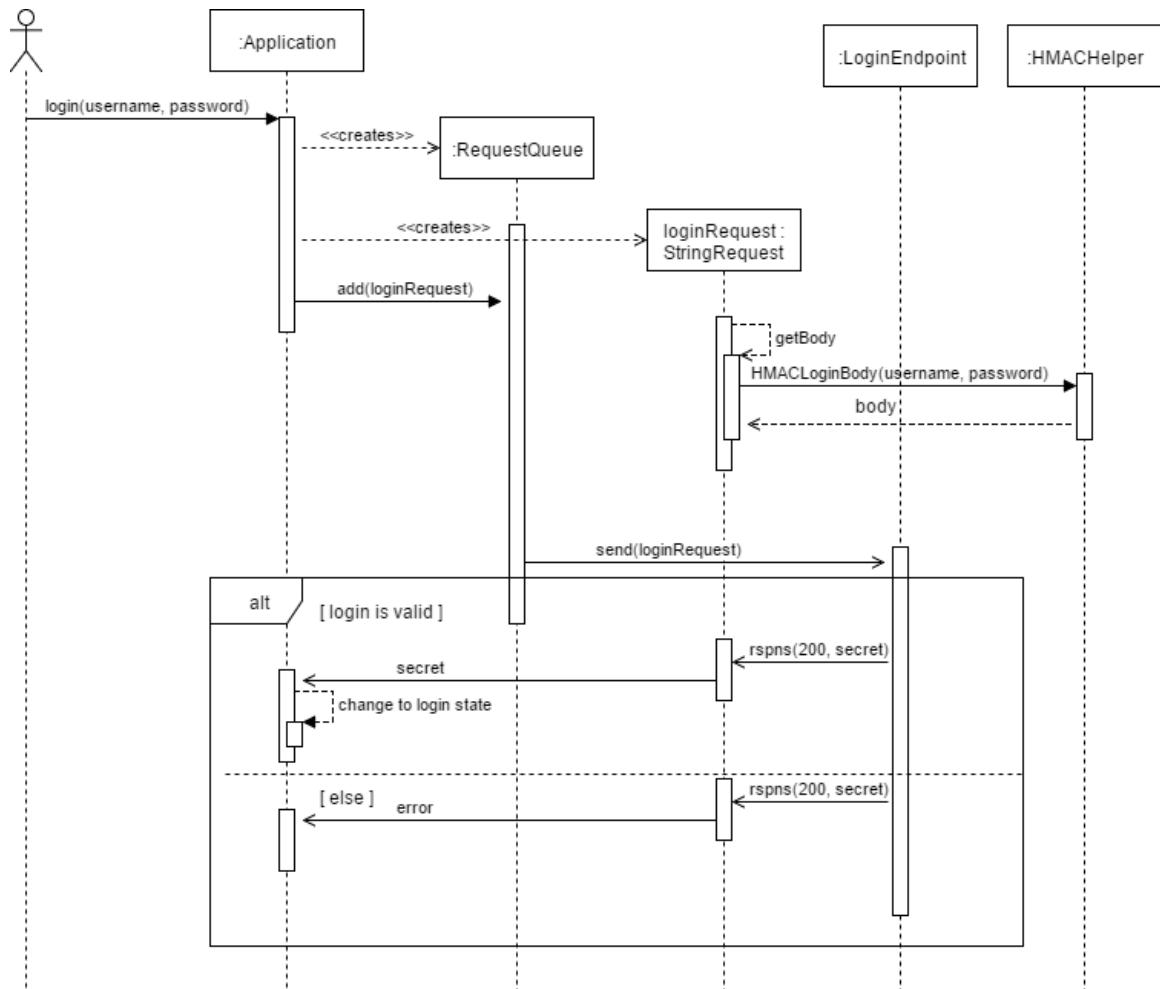 :Application
:LoginEndpoint
:HMACHelper
login(username, password)
<<creates>>
:RequestQueue
<<creates>>
loginRequest :
StringRequest
add(loginRequest)
getBody
HMACLoginBody(username, password)
body
send(loginRequest)
alt
[ login is valid ]
rspns(200, secret)
secret
change to login state
rspns(200, secret)
[ else ]
error